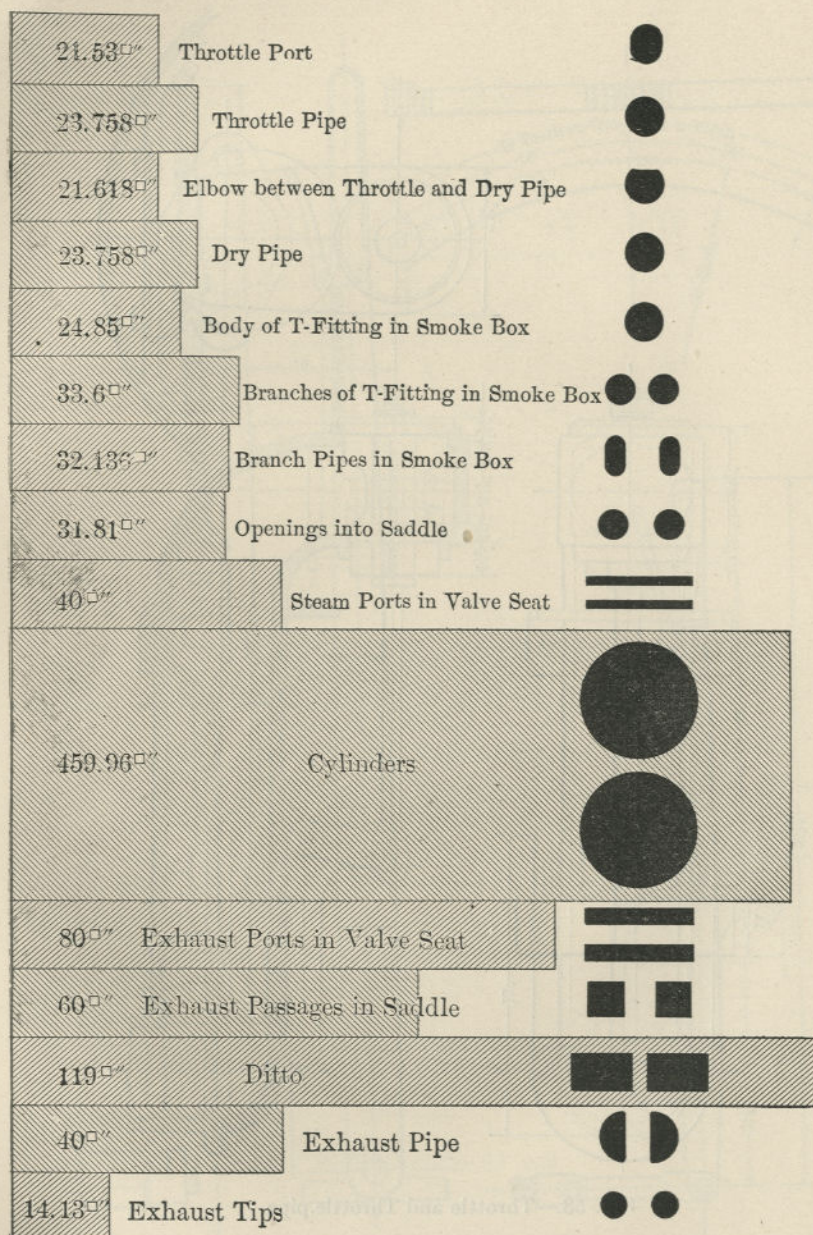 21.53□″ Throttle Port
23.758□″ Throttle Pipe
21.618□″ Elbow between Throttle and Dry Pipe
23.758□″ Dry Pipe
24.85□″ Body of T-Fitting in Smoke Box
33.6□″ Branches of T-Fitting in Smoke Box
32.136□″ Branch Pipes in Smoke Box
31.81□″ Openings into Saddle
40□″ Steam Ports in Valve Seat
459.96□″ Cylinders
80□″ Exhaust Ports in Valve Seat
60□″ Exhaust Passages in Saddle
119□″ Ditto
40□″ Exhaust Pipe
14.13□″ Exhaust Tips